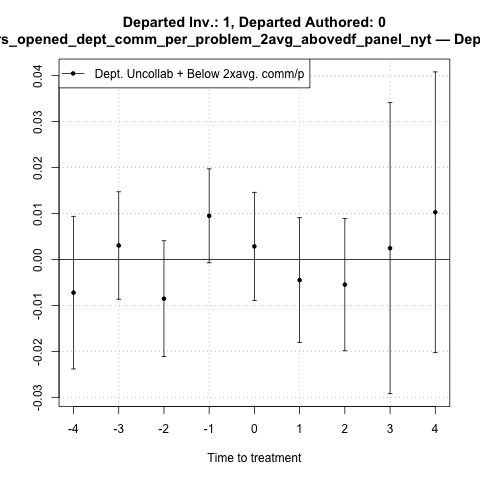 Departed Inv.: 1, Departed Authored: 0
rs_opened_dept_comm_per_problem_2avg_abovedf_panel_nyt — Dep
Dept. Uncollab + Below 2xavg. comm/p
0.04
0.03
0.02
0.01
0.00
-0.01
-0.02
-0.03
-4 -3 -2 -1 0 1 2 3 4
Time to treatment